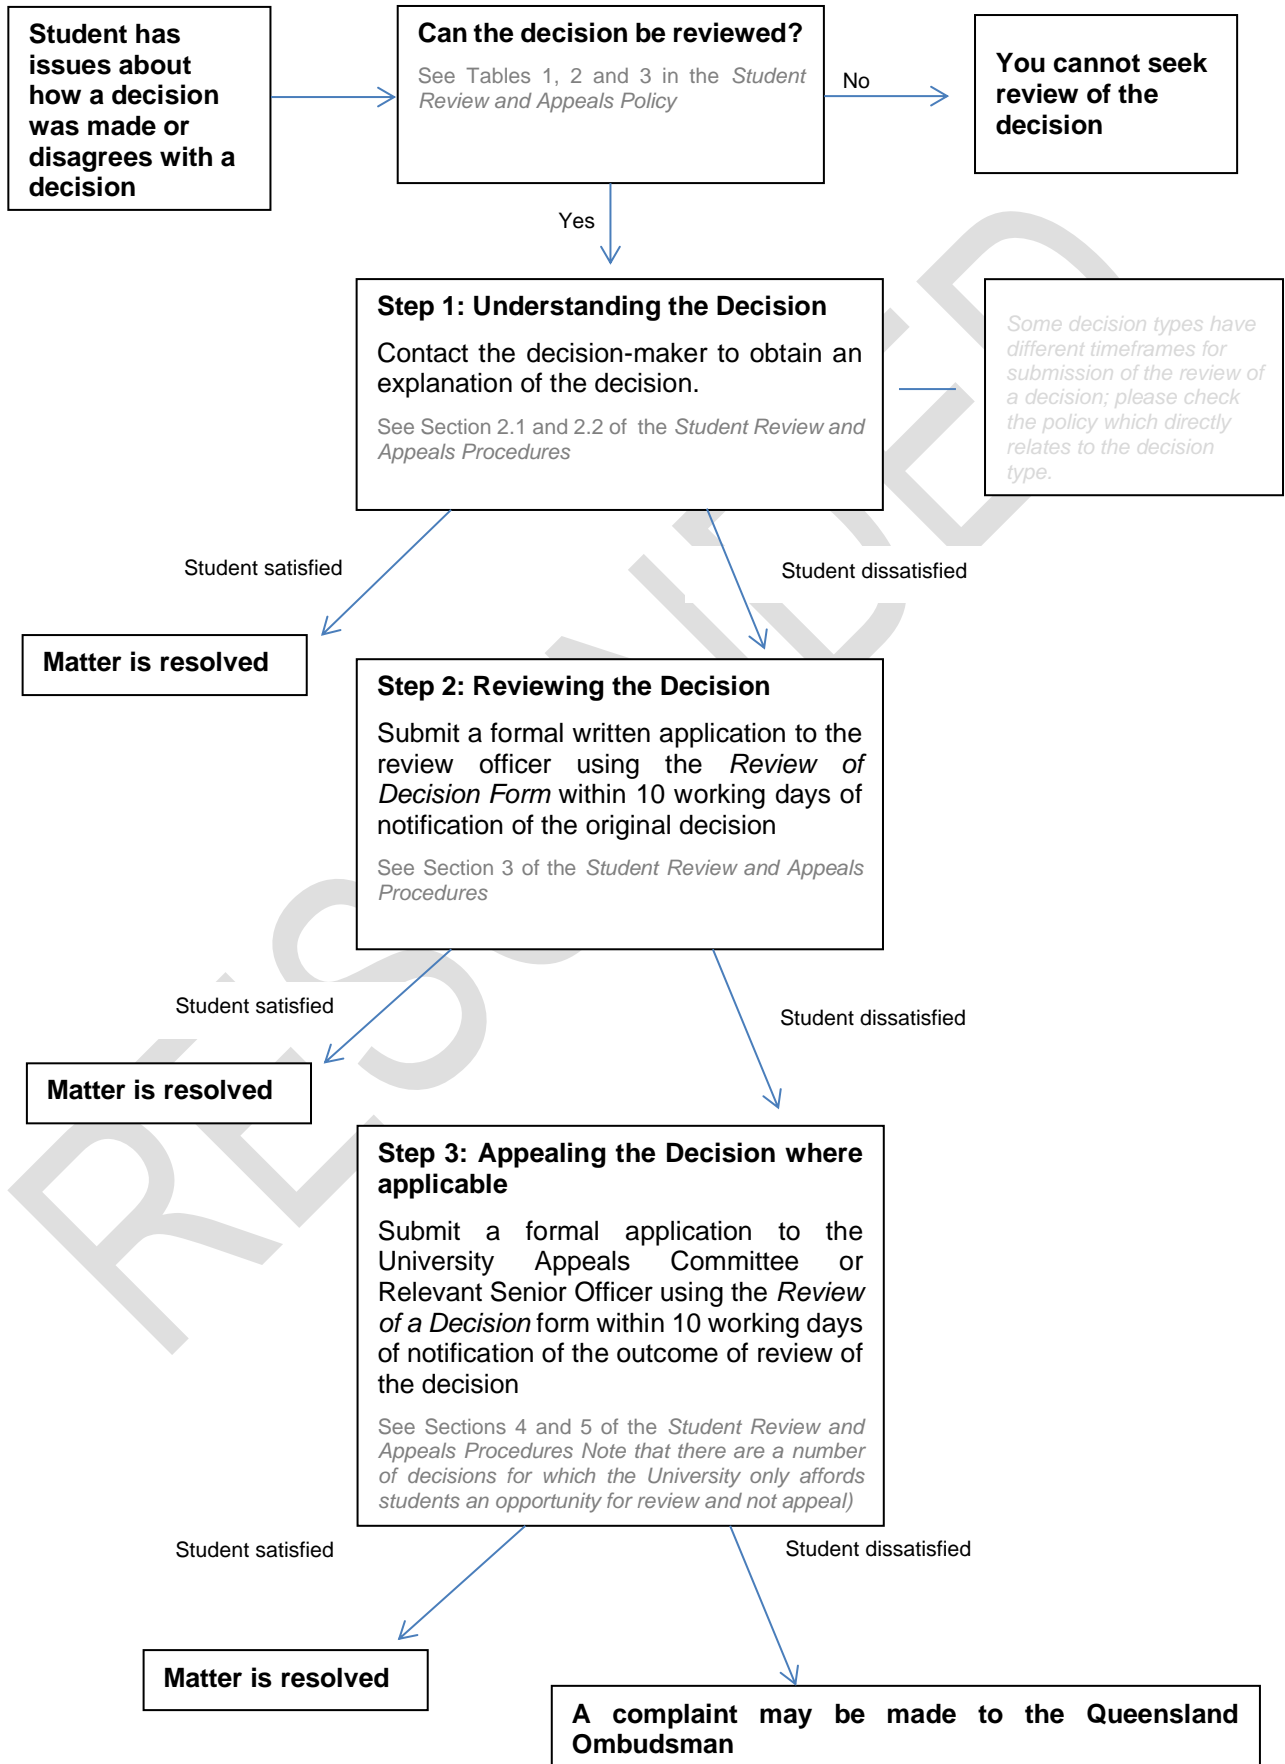 Student has
issues about
how a decision
was made or
disagrees with a
decision
Can the decision be reviewed?
See Tables 1, 2 and 3 in the Student
Review and Appeals Policy
No
You cannot seek
review of the
decision
Yes
Step 1: Understanding the Decision
Contact the decision-maker to obtain an
explanation of the decision.
See Section 2.1 and 2.2 of the Student Review and
Appeals Procedures
Some decision types have
different timeframes for
submission of the review of
a decision; please check
the policy which directly
relates to the decision
type.
Student satisfied
Student dissatisfied
Matter is resolved
Step 2: Reviewing the Decision
Submit a formal written application to the
review officer using the Review of
Decision Form within 10 working days of
notification of the original decision
See Section 3 of the Student Review and Appeals
Procedures
Student satisfied
Student dissatisfied
Matter is resolved
Step 3: Appealing the Decision where
applicable
Submit a formal application to the
University Appeals Committee or
Relevant Senior Officer using the Review
of a Decision form within 10 working days
of notification of the outcome of review of
the decision
See Sections 4 and 5 of the Student Review and
Appeals Procedures Note that there are a number
of decisions for which the University only affords
students an opportunity for review and not appeal)
Student satisfied
Student dissatisfied
Matter is resolved
A complaint may be made to the Queensland
Ombudsman